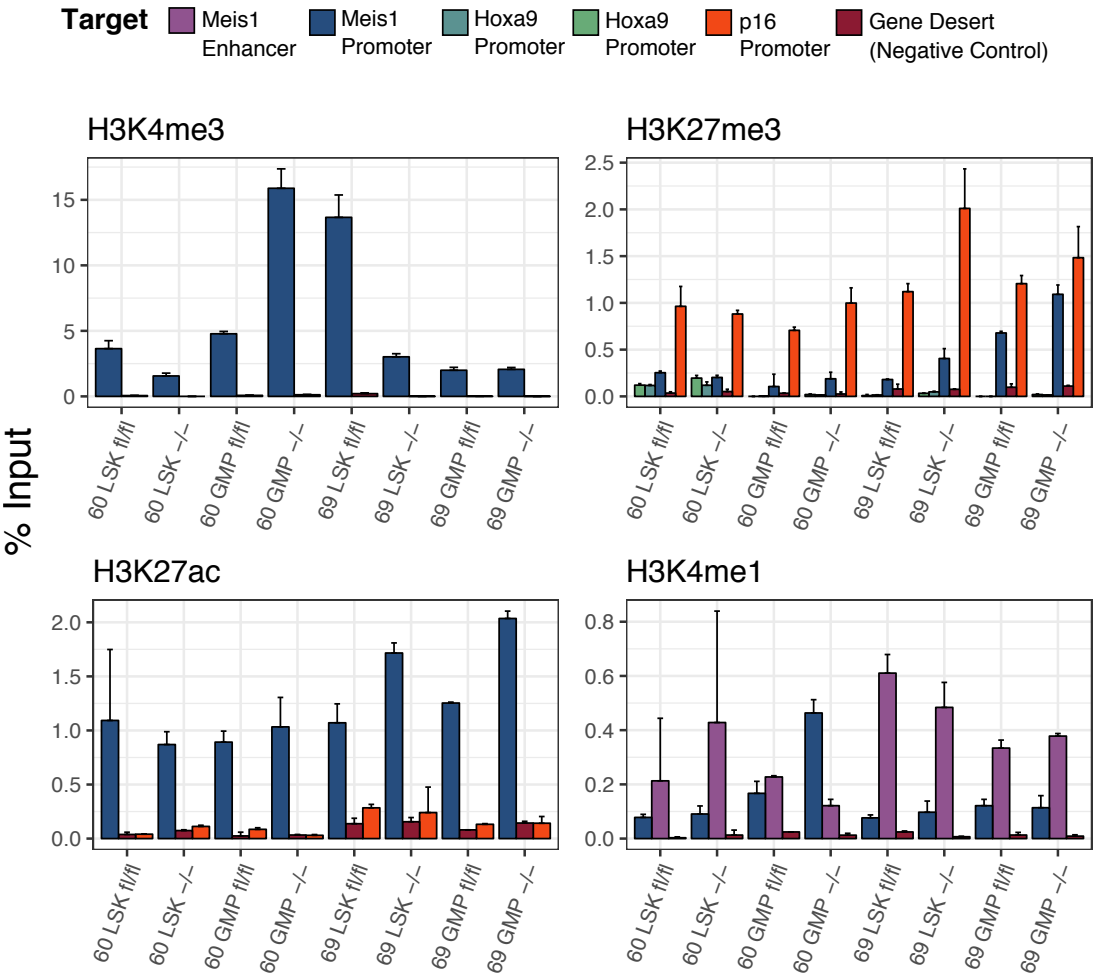 Target
Meis1
Enhancer
Meis1
Promoter
Hoxa9
Promoter
Hoxa9
Promoter
p16
Promoter
Gene Desert
(Negative Control)
% Input
H3K4me3
15
10
5
0
60 LSK fl/fl
60 LSK −/−
60 GMP fl/fl
60 GMP −/−
69 LSK fl/fl
69 LSK −/−
69 GMP fl/fl
69 GMP −/−
H3K27me3
2.5
2.0
1.5
1.0
0.5
0.0
60 LSK fl/fl
60 LSK −/−
60 GMP fl/fl
60 GMP −/−
69 LSK fl/fl
69 LSK −/−
69 GMP fl/fl
69 GMP −/−
H3K27ac
2.0
1.5
1.0
0.5
0.0
60 LSK fl/fl
60 LSK −/−
60 GMP fl/fl
60 GMP −/−
69 LSK fl/fl
69 LSK −/−
69 GMP fl/fl
69 GMP −/−
H3K4me1
0.8
0.6
0.4
0.2
0.0
60 LSK fl/fl
60 LSK −/−
60 GMP fl/fl
60 GMP −/−
69 LSK fl/fl
69 LSK −/−
69 GMP fl/fl
69 GMP −/−